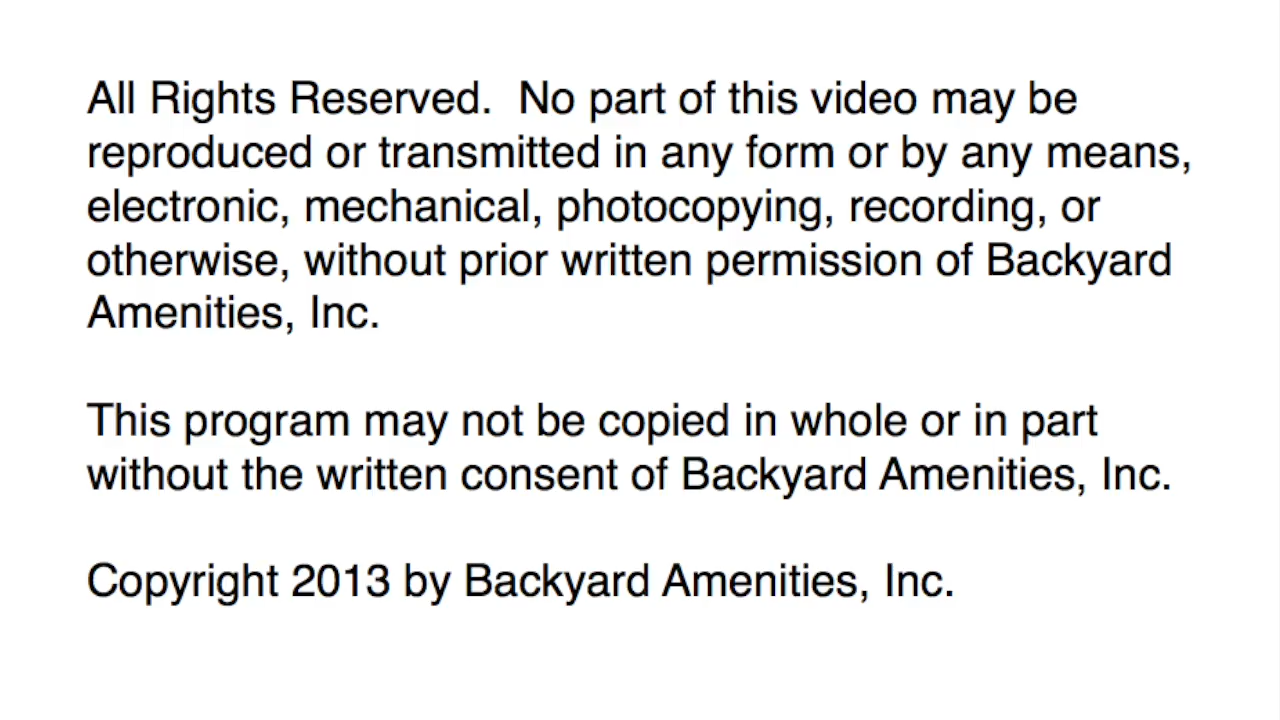 All Rights Reserved.  No part of this video may be
reproduced or transmitted in any form or by any means,
electronic, mechanical, photocopying, recording, or
otherwise, without prior written permission of Backyard
Amenities, Inc.
This program may not be copied in whole or in part
without the written consent of Backyard Amenities, Inc.
Copyright 2013 by Backyard Amenities, Inc.